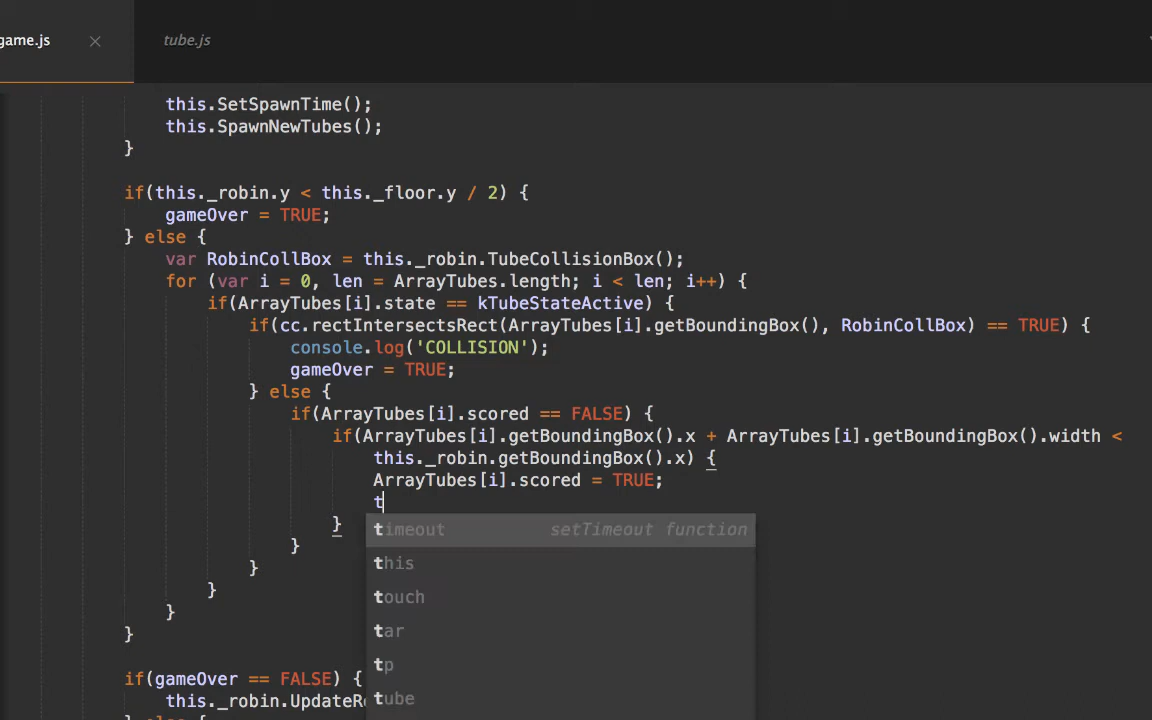 game.js
tube.js
this.SetSpawnTime();
this.SpawnNewTubes();
}
if(this._robin.y < this._floor.y / 2) {
gameOver = TRUE;
} else {
var RobinCollBox = this._robin.TubeCollisionBox();
for (var i = 0, len = ArrayTubes.length; i < len; i++) {
if(ArrayTubes[i].state == kTubeStateActive) {
if(cc.rectIntersectsRect(ArrayTubes[i].getBoundingBox(), RobinCollBox) == TRUE) {
console.log('COLLISION');
gameOver = TRUE;
} else {
if(ArrayTubes[i].scored == FALSE) {
if(ArrayTubes[i].getBoundingBox().x + ArrayTubes[i].getBoundingBox().width <
this._robin.getBoundingBox().x) {
ArrayTubes[i].scored = TRUE;
t
timeout setTimeout function
}
}
this
}
}
touch
}
tar
}
tp
if(gameOver == FALSE) {
tube
this._robin.UpdateR